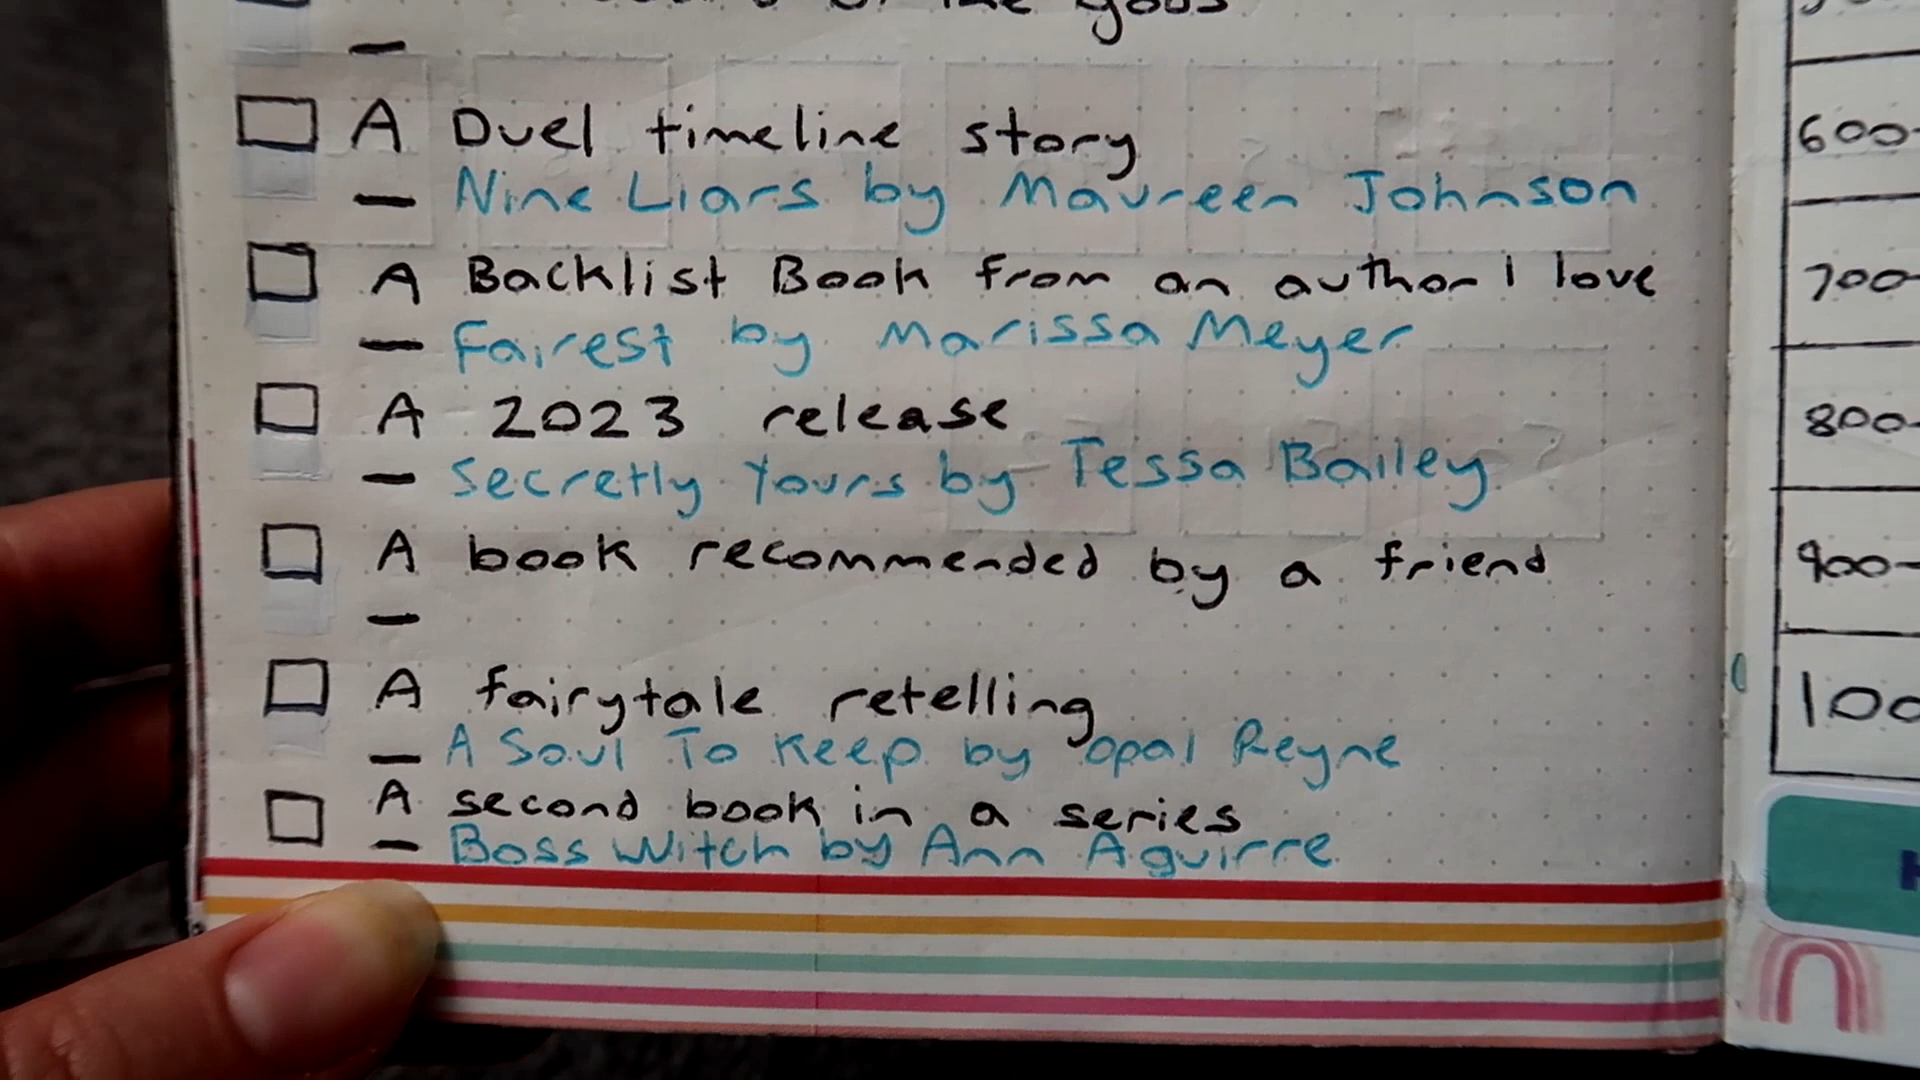 the gods
—
A Duel timeline story
— Nine Liars by Maureen Johnson
A Backlist Book from an author I love
— Fairest by Marissa Meyer
A 2023 release
— Secretly Yours by Tessa Bailey
A book recommended by a friend
—
A fairytale retelling
— A Soul To Keep by Opal Reyne
A second book in a series
— Boss Witch by Ann Aguirre
600-
700-
800-
900-
100
H